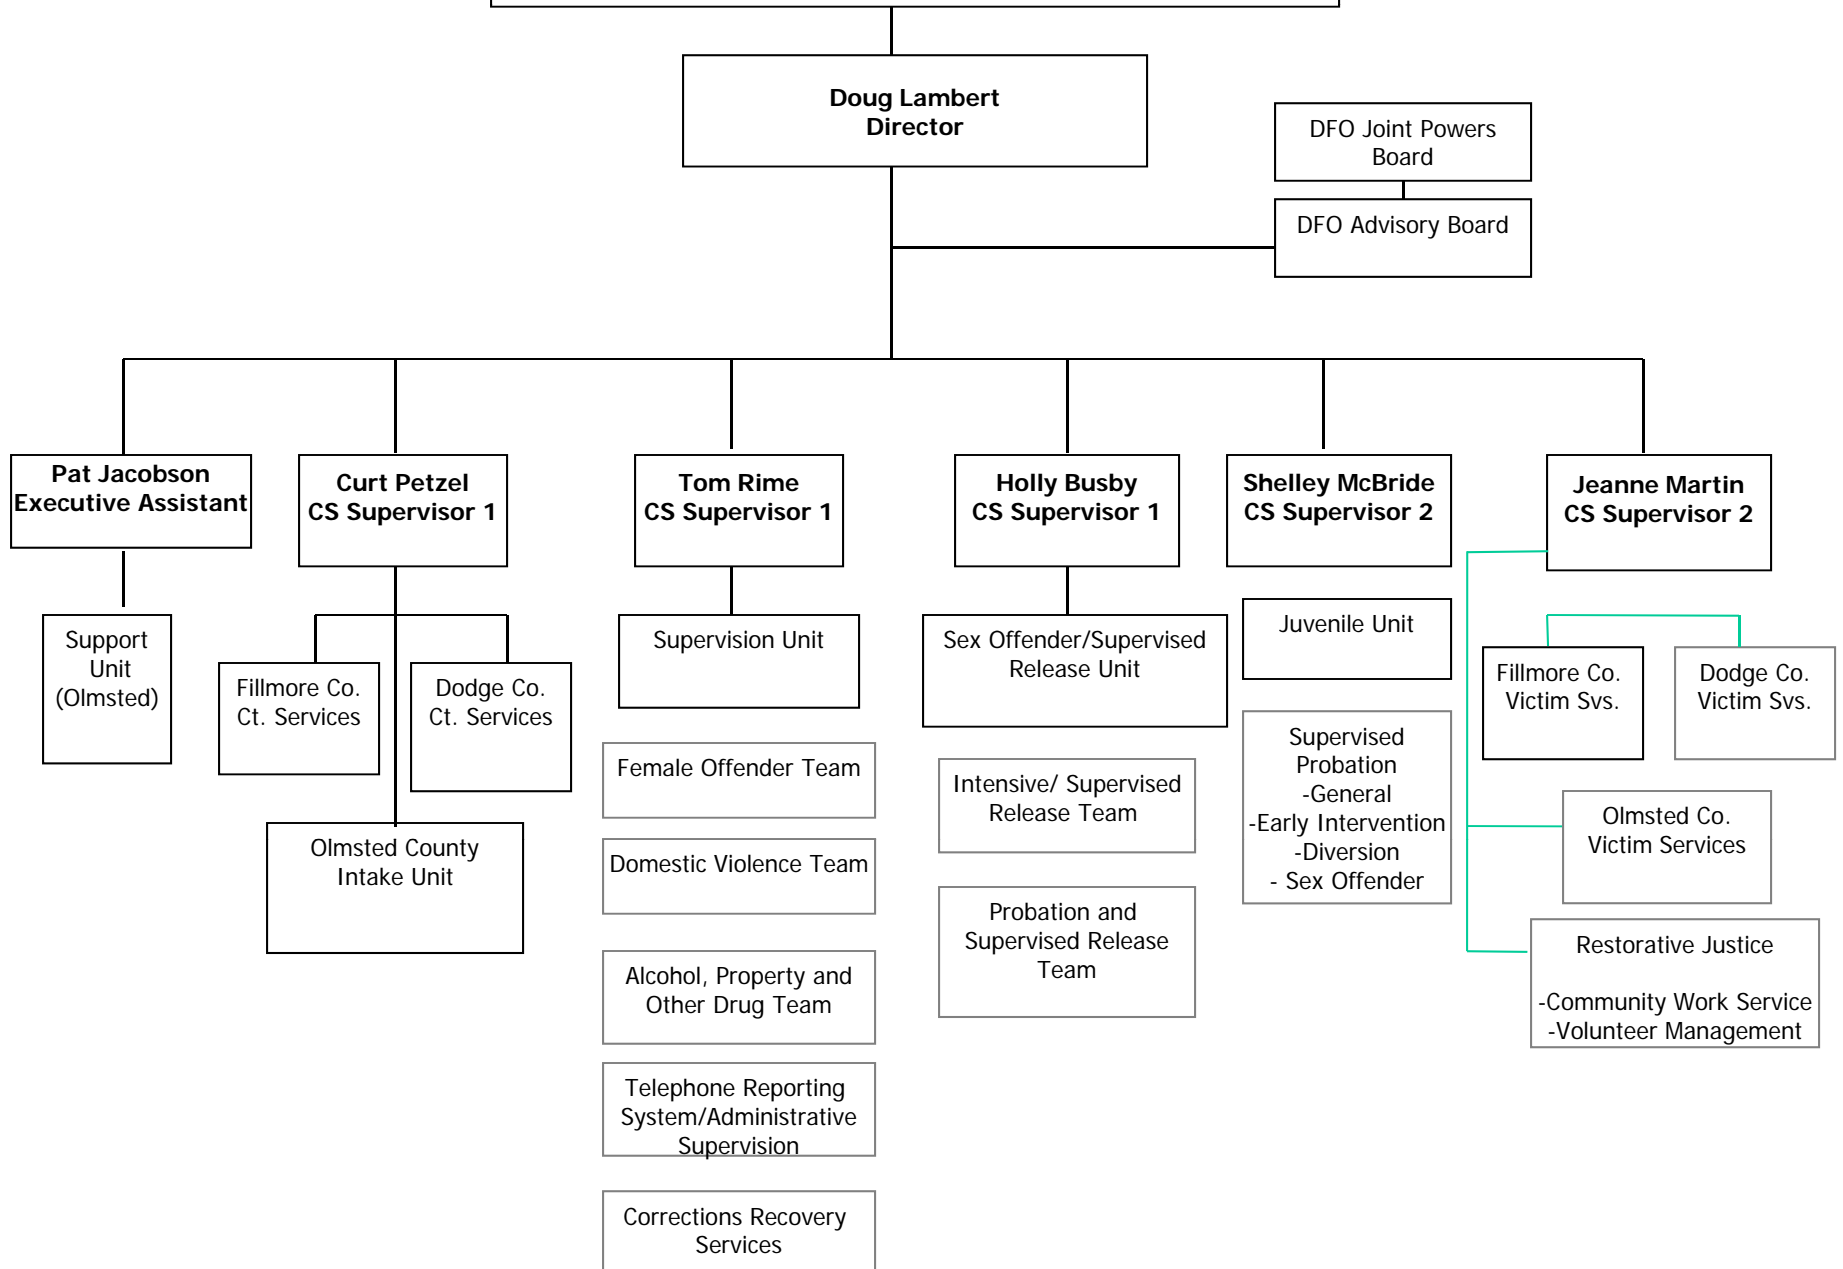 Doug Lambert
Director
DFO Joint Powers
Board
DFO Advisory Board
Pat Jacobson
Executive Assistant
Curt Petzel
CS Supervisor 1
Tom Rime
CS Supervisor 1
Holly Busby
CS Supervisor 1
Shelley McBride
CS Supervisor 2
Jeanne Martin
CS Supervisor 2
Support
Unit
(Olmsted)
Fillmore Co.
Ct. Services
Dodge Co.
Ct. Services
Olmsted County
Intake Unit
Supervision Unit
Female Offender Team
Domestic Violence Team
Alcohol, Property and
Other Drug Team
Telephone Reporting
System/Administrative
Supervision
Corrections Recovery
Services
Sex Offender/Supervised
Release Unit
Intensive/ Supervised
Release Team
Probation and
Supervised Release
Team
Juvenile Unit
Supervised
Probation
-General
-Early Intervention
-Diversion
- Sex Offender
Fillmore Co.
Victim Svs.
Dodge Co.
Victim Svs.
Olmsted Co.
Victim Services
Restorative Justice
-Community Work Service
-Volunteer Management